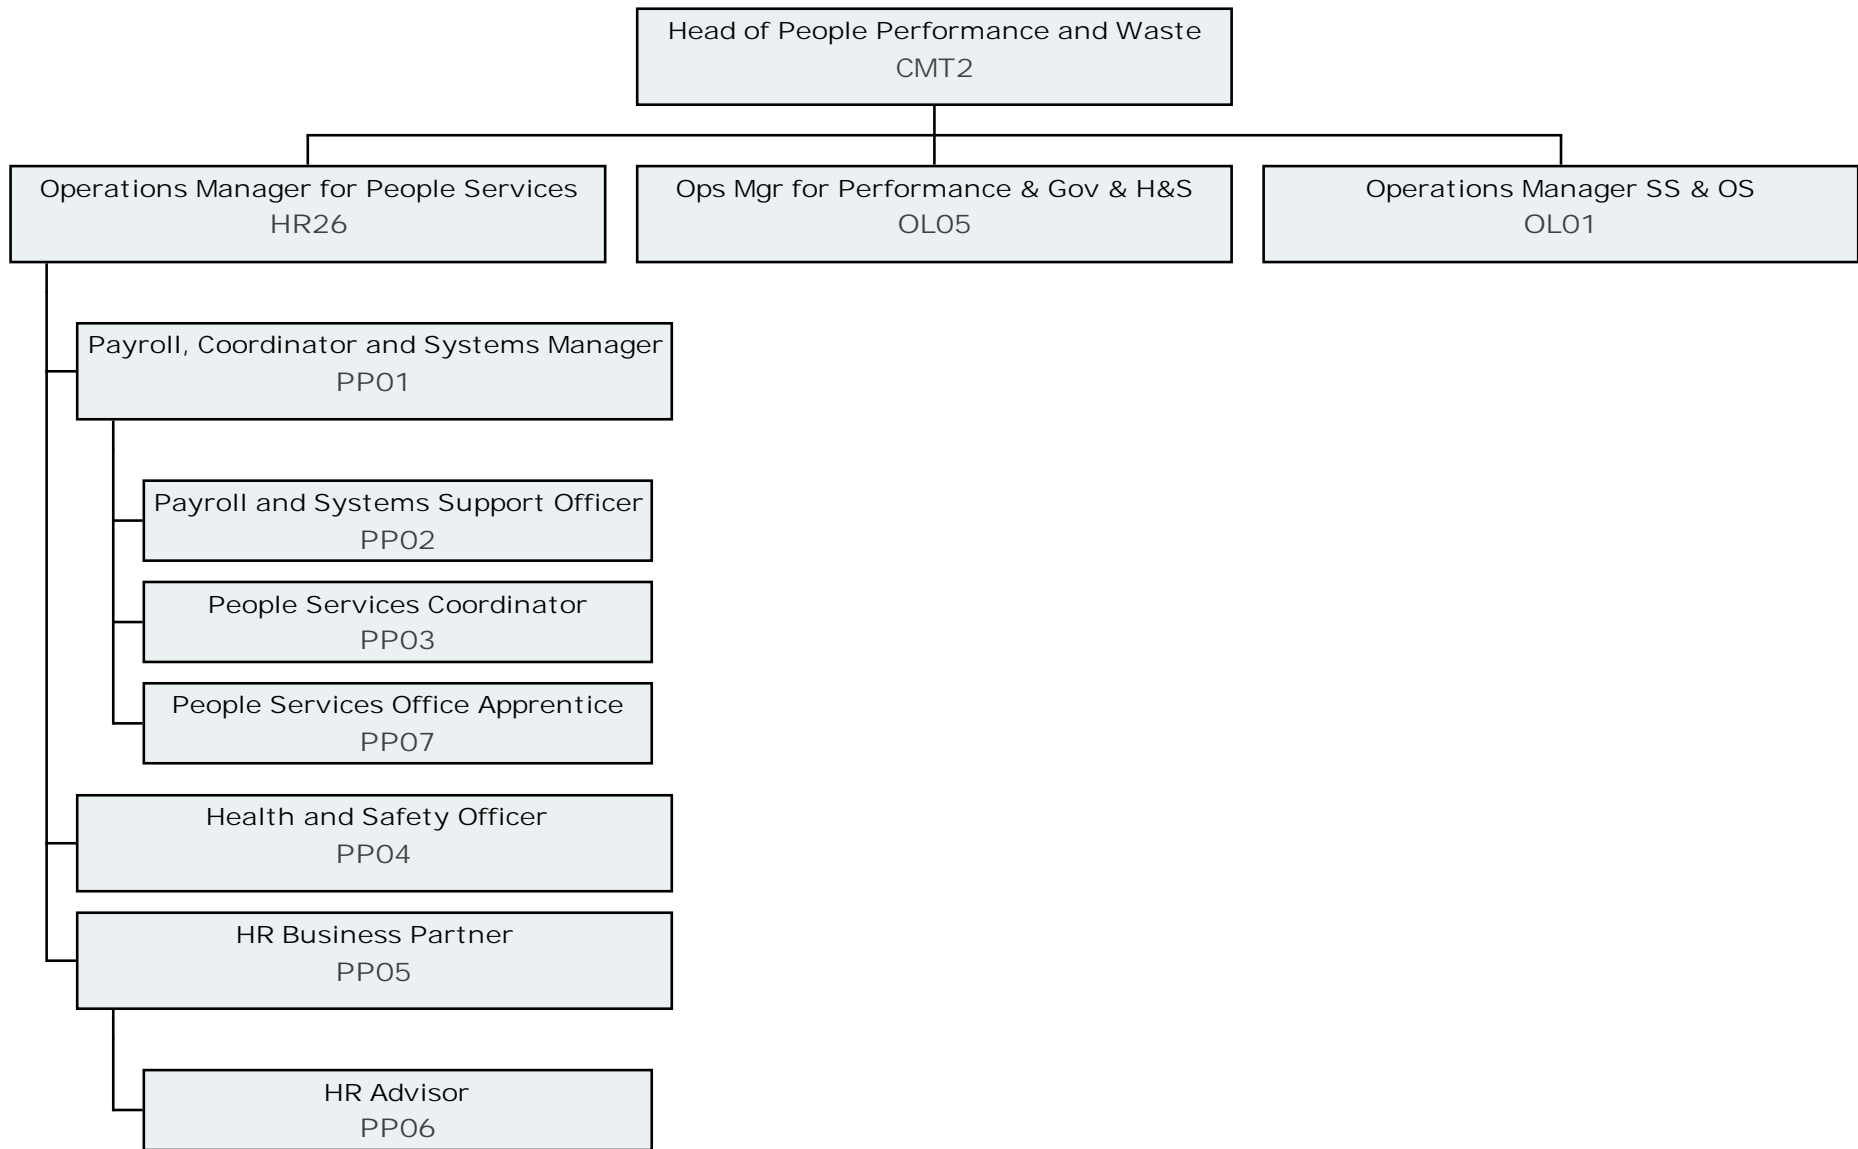 Head of People Performance and Waste
CMT2
Operations Manager for People Services
HR26
Ops Mgr for Performance & Gov & H&S
OL05
Operations Manager SS & OS
OL01
Payroll, Coordinator and Systems Manager
PP01
Payroll and Systems Support Officer
PP02
People Services Coordinator
PP03
People Services Office Apprentice
PP07
Health and Safety Officer
PP04
HR Business Partner
PP05
HR Advisor
PP06